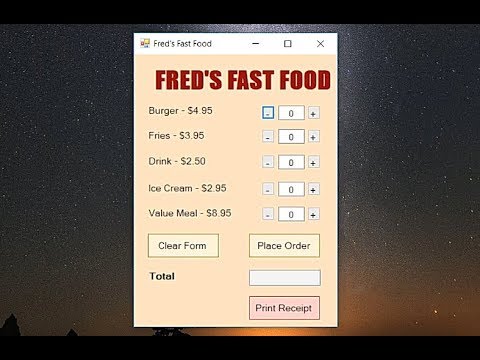 Fred's Fast Food
FRED'S FAST FOOD
Burger - $4.95 - 0 +
Fries - $3.95 - 0 +
Drink - $2.50 - 0 +
Ice Cream - $2.95 - 0 +
Value Meal - $8.95 - 0 +
Clear Form Place Order
Total
Print Receipt